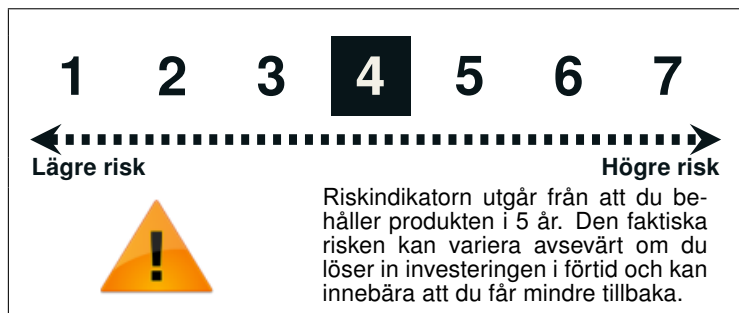 1 2 3 4 5 6 7
Lägre risk Högre risk
!
Riskindikatorn utgår från att du be-
håller produkten i 5 år. Den faktiska
risken kan variera avsevärt om du
löser in investeringen i förtid och kan
innebära att du får mindre tillbaka.